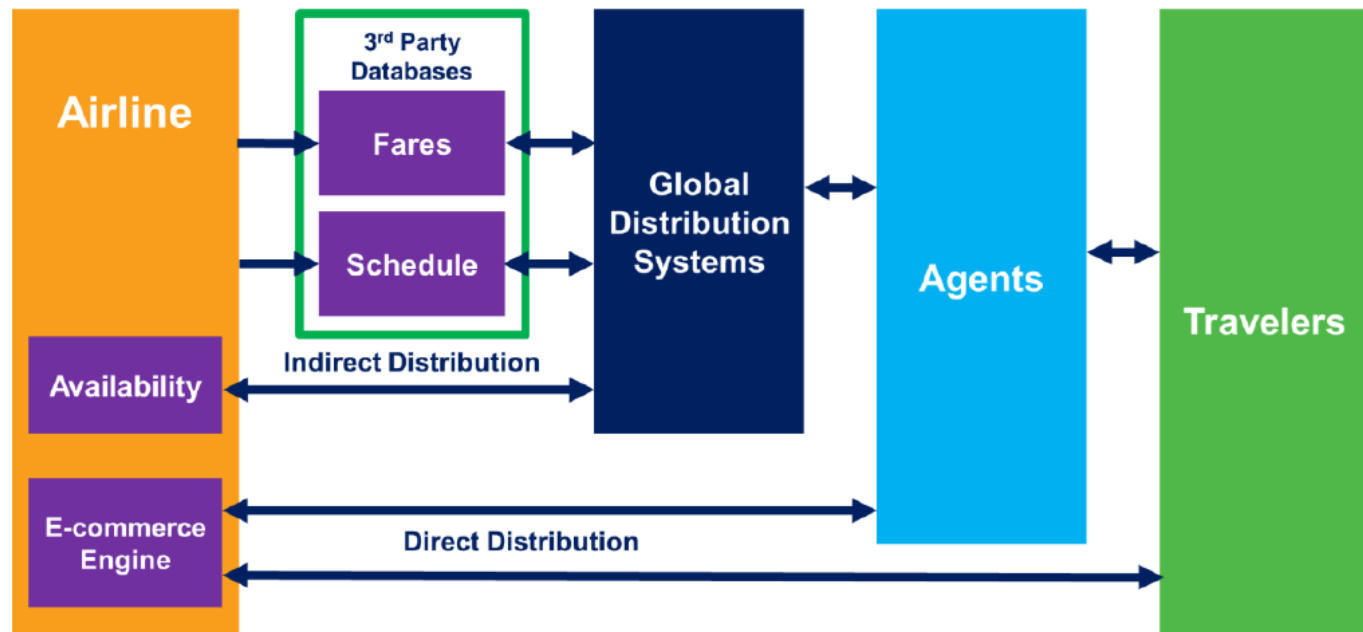 Airline
3rd Party
Databases
Fares
Schedule
Availability
E-commerce
Engine
Indirect Distribution
Direct Distribution
Global
Distribution
Systems
Agents
Travelers